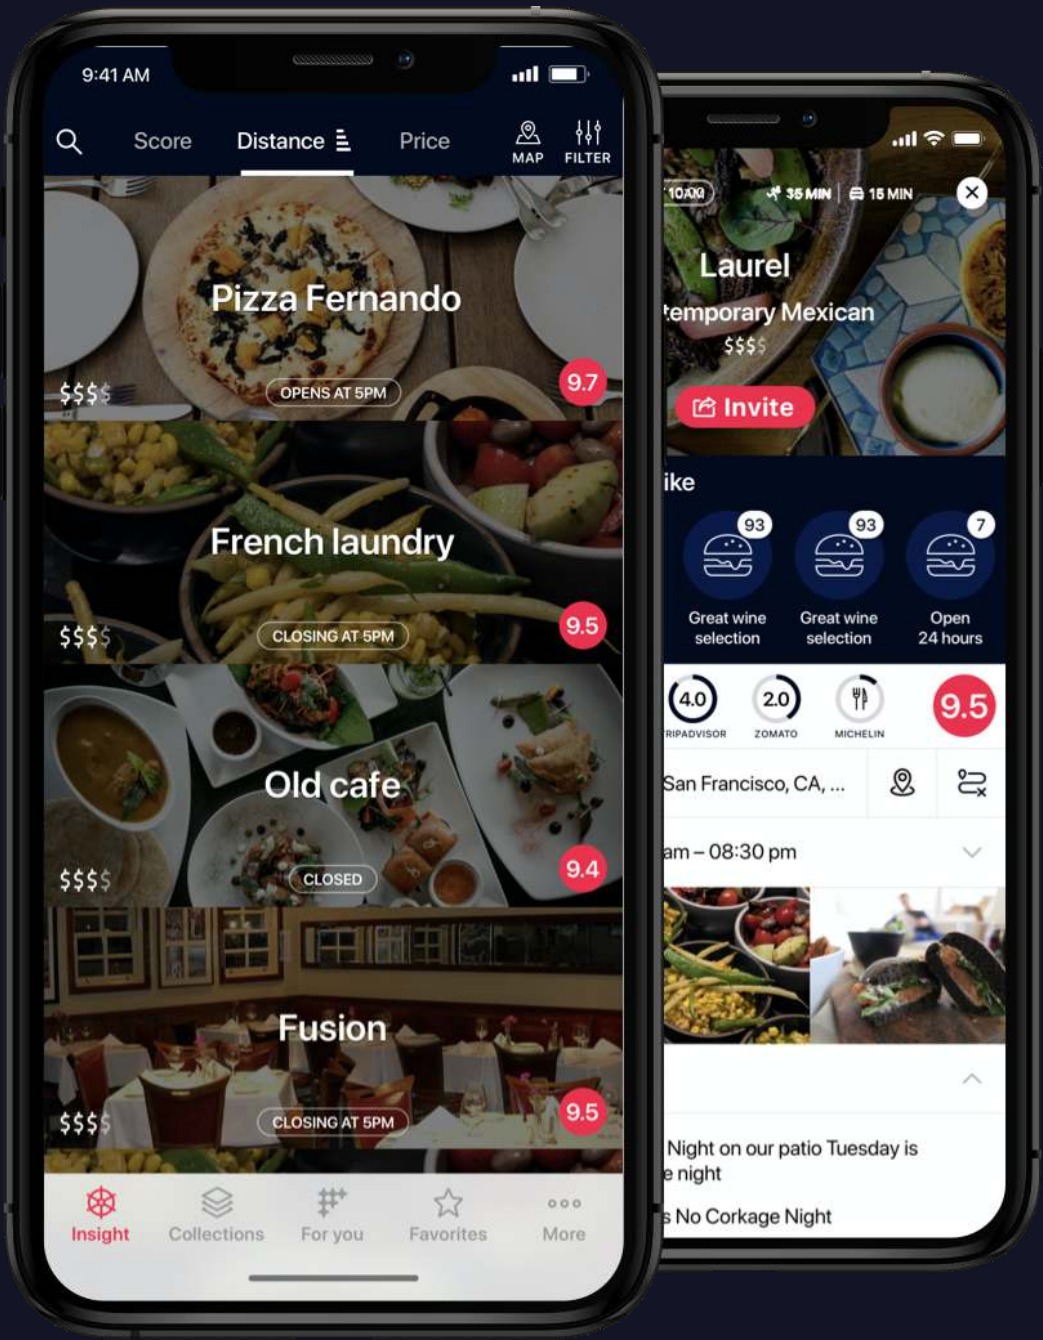 9:41 AM
Score
Distance
Price
MAP
FILTER
Pizza Fernando
$$$$
OPENS AT 5PM
9.7
French laundry
$$$$
CLOSING AT 5PM
9.5
Old cafe
$$$$
CLOSED
9.4
Fusion
$$$$
CLOSING AT 5PM
9.5
Insight
Collections
For you
Favorites
More
35 MIN
15 MIN
Laurel
temporary Mexican
$$$$
Invite
ike
93
93
7
Great wine
selection
Great wine
selection
Open
24 hours
4.0
2.0
9.5
RIPADVISOR
ZOMATO
MICHELIN
San Francisco, CA, ...
am – 08:30 pm
Night on our patio Tuesday is
e night
s No Corkage Night